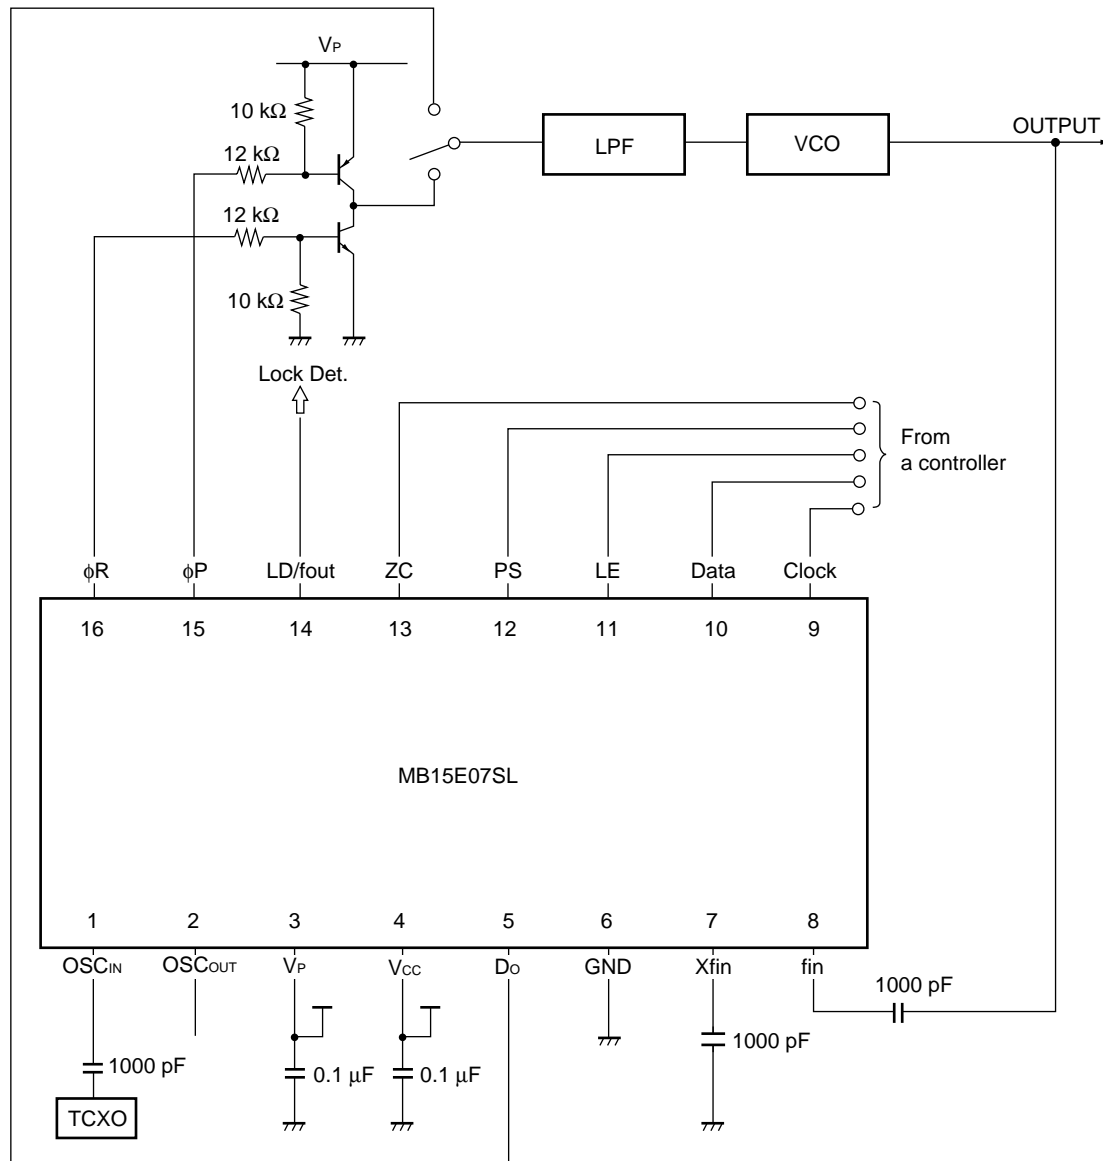 VP
10 kΩ
12 kΩ
12 kΩ
10 kΩ
LPF
VCO
OUTPUT
Lock Det.
From
a controller
φR
φP
LD/fout
ZC
PS
LE
Data
Clock
16
15
14
13
12
11
10
9
MB15E07SL
1
2
3
4
5
6
7
8
OSCIN
OSCOUT
VP
VCC
DO
GND
Xfin
fin
1000 pF
1000 pF
0.1 μF
0.1 μF
1000 pF
TCXO